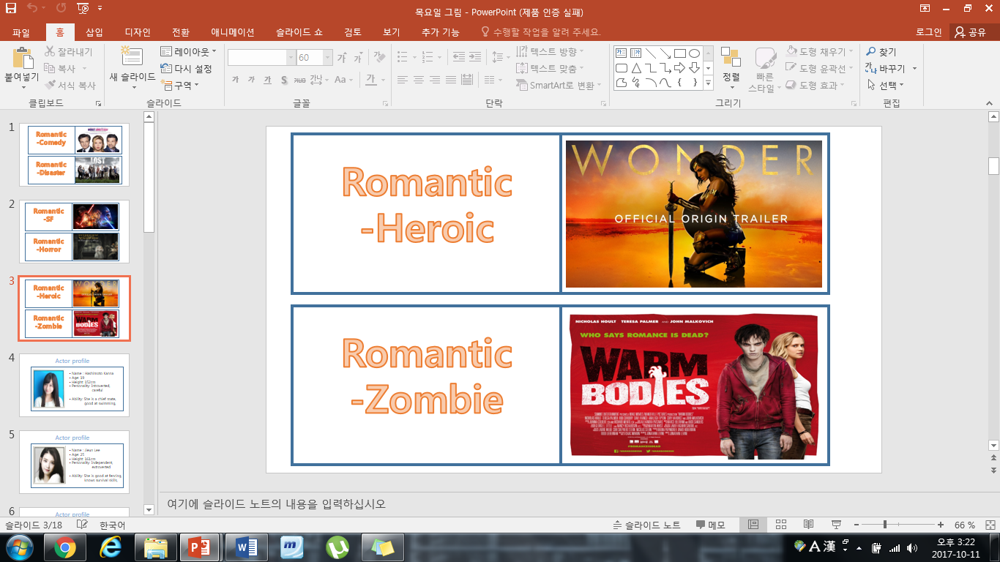 목요일 그림 - PowerPoint (제품 인증 실패)
파일 홈 삽입 디자인 전환 애니메이션 슬라이드 쇼 검토 보기 추가 기능 수행할 작업을 알려 주세요. 로그인 공유
붙여넣기
잘라내기
복사
서식 복사
클립보드
새 슬라이드
레이아웃
다시 설정
구역
슬라이드
60
글꼴
텍스트 방향
텍스트 맞춤
SmartArt로 변환
단락
정렬
빠른
스타일
도형 채우기
도형 윤곽선
도형 효과
그리기
찾기
바꾸기
선택
편집
1
Romantic
-Comedy
LOST
Romantic
-Disaster
2
Romantic
-SF
Romantic
-Horror
3
Romantic
-Heroic
WONDER
Romantic
-Zombie
WARM
BODIES
4
Actor profile
• Name : Hashimoto Kanna
• Age: 19
• Height: 152cm
• Personality: Introverted,
careful
• Ability: She is a chief mate,
good at swimming,
5
Actor profile
• Name : Jieun Lee
• Age: 25
• Height: 161cm
• Personality: Independent,
extroverted
• Ability: She is good at fencing,
knows survival skills,
6
Actor profile
Romantic
-Heroic
WONDER
OFFICIAL ORIGIN TRAILER
Romantic
-Zombie
NICHOLAS HOULT TERESA PALMER AND JOHN MALKOVICH
WHO SAYS ROMANCE IS DEAD?
WARM
BODIES
여기에 슬라이드 노트의 내용을 입력하십시오
슬라이드 3/18 한국어 슬라이드 노트 메모 66 %
A 漢
오후 3:22
2017-10-11